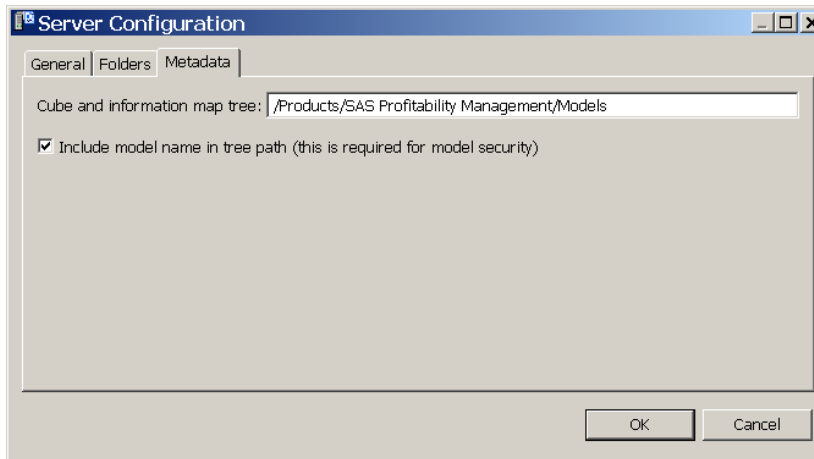 Server Configuration
General Folders Metadata
Cube and information map tree: /Products/SAS Profitability Management/Models
Include model name in tree path (this is required for model security)
OK Cancel